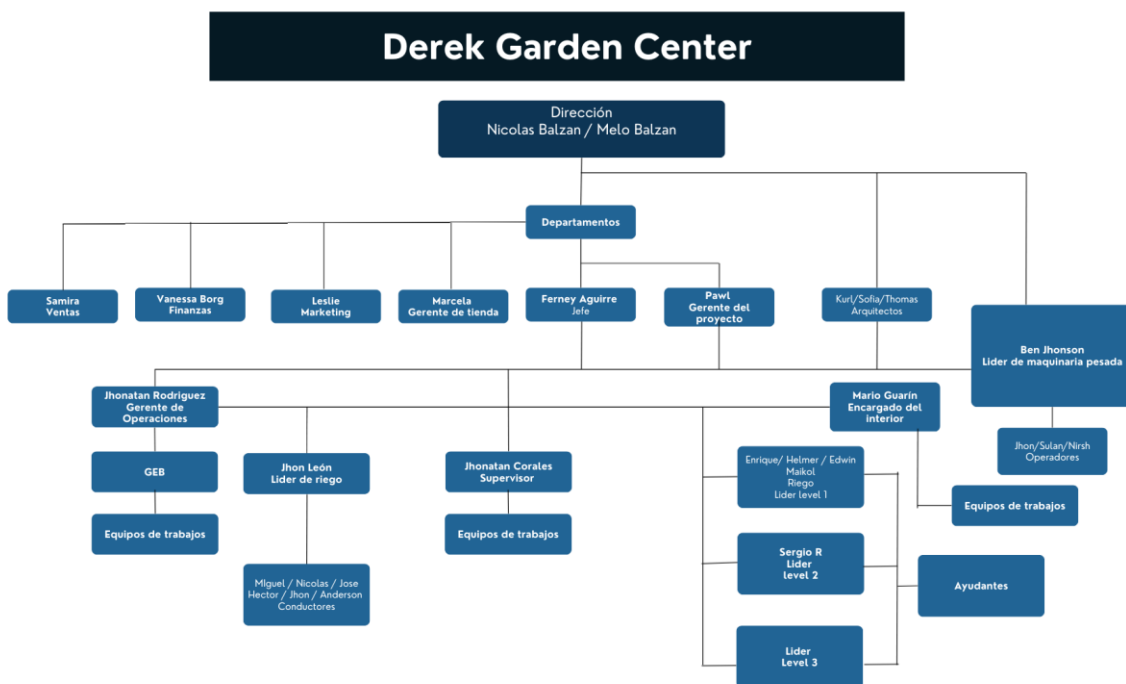 Derek Garden Center
Dirección
Nicolas Balzan / Melo Balzan
Departamentos
Samira
Ventas
Vanessa Borg
Finanzas
Leslie
Marketing
Marcela
Gerente de tienda
Ferney Aguirre
Jefe
Pawl
Gerente del
proyecto
Kurl/Sofia/Thomas
Arquitectos
Ben Jhonson
Lider de maquinaria pesada
Jhonatan Rodriguez
Gerente de
Operaciones
Mario Guarín
Encargado del
interior
Jhon/Sulan/Nirsh
Operadores
GEB
Jhon León
Lider de riego
Jhonatan Corales
Supervisor
Enrique/ Helmer / Edwin
Maikol
Riego
Lider level 1
Equipos de trabajos
Equipos de trabajos
Equipos de trabajos
MIguel / Nicolas / Jose
Hector / Jhon / Anderson
Conductores
Sergio R
Lider
level 2
Ayudantes
Lider
Level 3